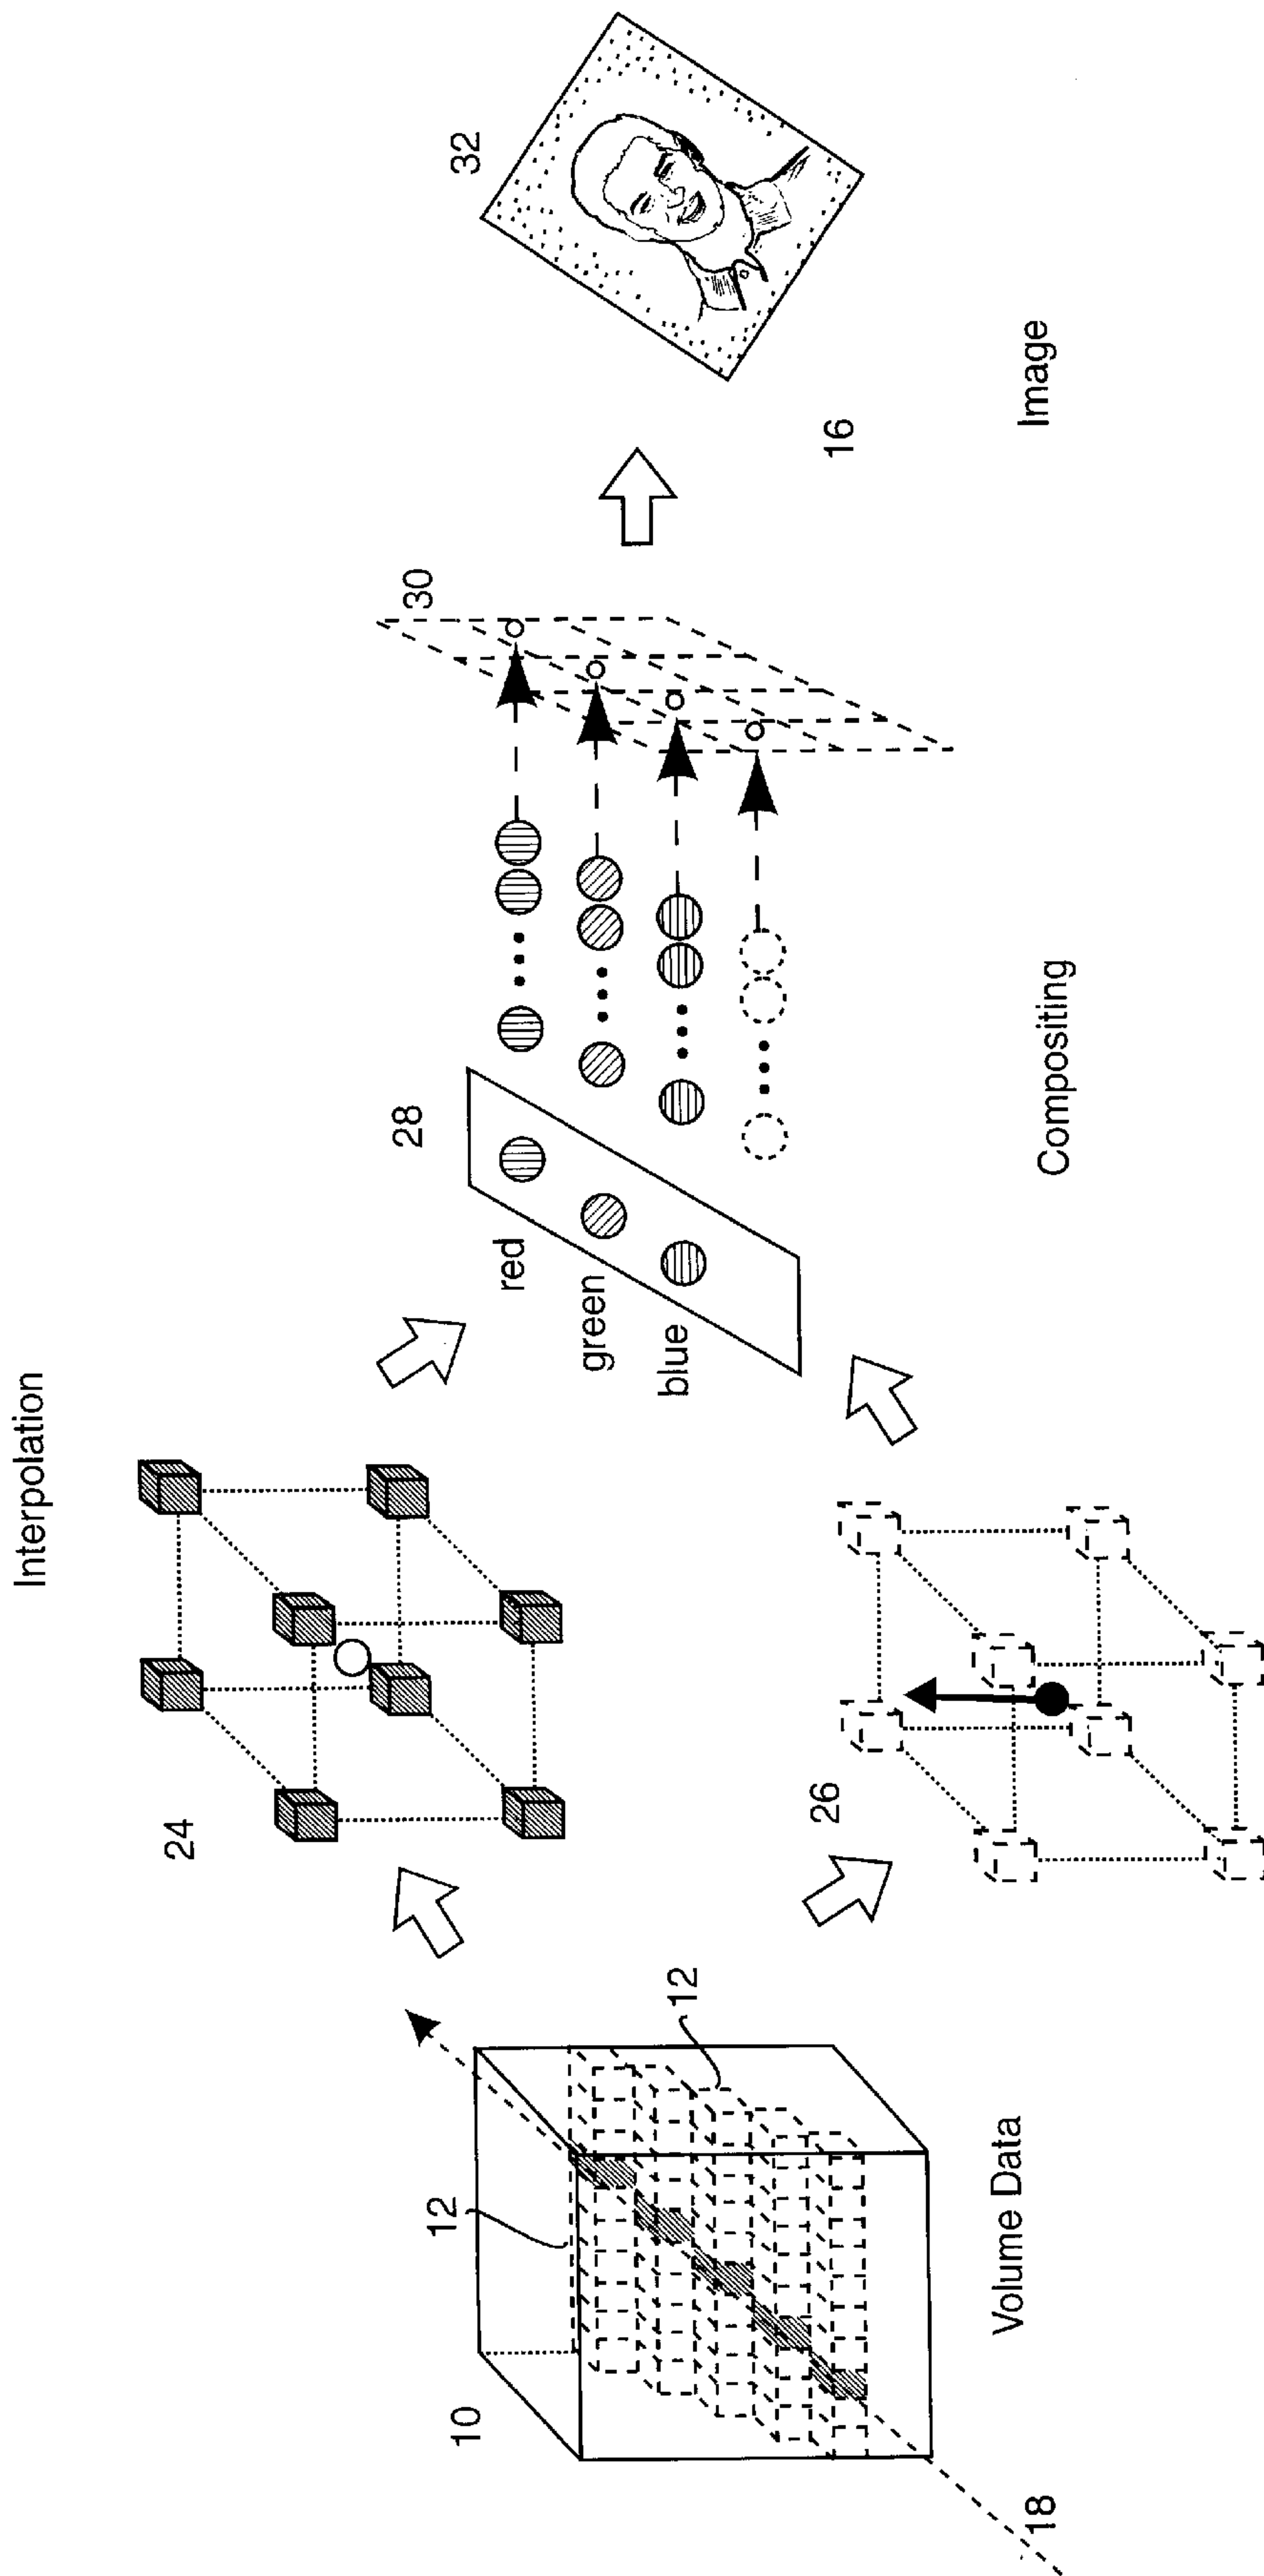 Interpolation
24
32
28
30
red
green
blue
10
12
12
26
16
18
Volume Data
Compositing
Image